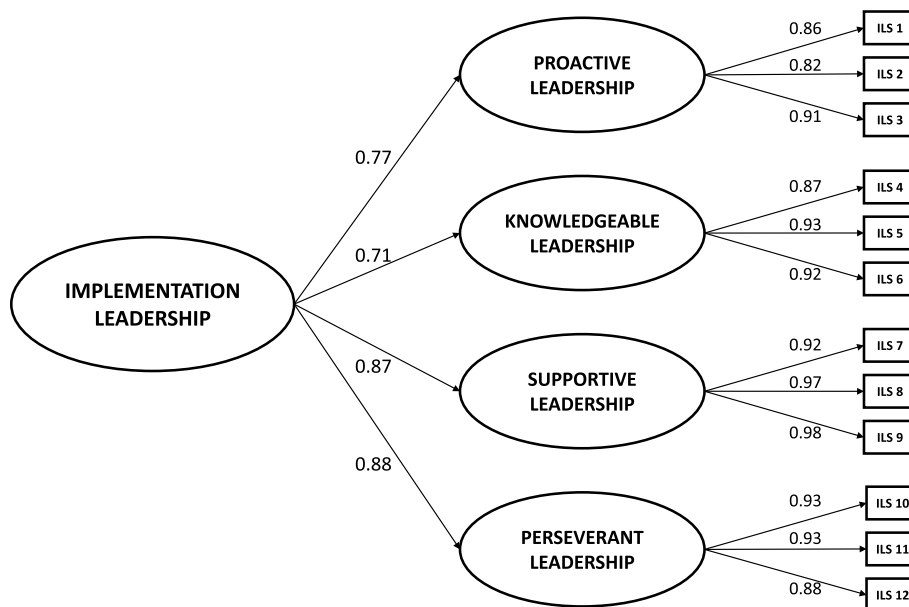 0.86
ILS 1
PROACTIVE
LEADERSHIP
0.82
ILS 2
0.91
ILS 3
0.77
0.87
ILS 4
KNOWLEDGEABLE
LEADERSHIP
0.93
ILS 5
0.71
0.92
ILS 6
IMPLEMENTATION
LEADERSHIP
0.92
ILS 7
0.87
SUPPORTIVE
LEADERSHIP
0.97
ILS 8
0.98
ILS 9
0.88
0.93
ILS 10
PERSEVERANT
LEADERSHIP
0.93
ILS 11
0.88
ILS 12